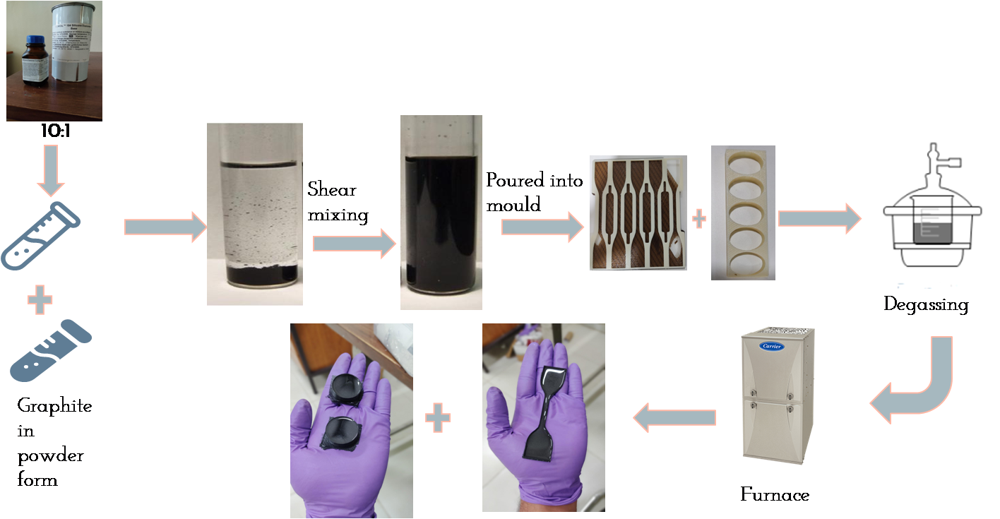 10:1
Shear
mixing
Poured into
mould
Degassing
Carrier
Graphite
in
powder
form
Furnace